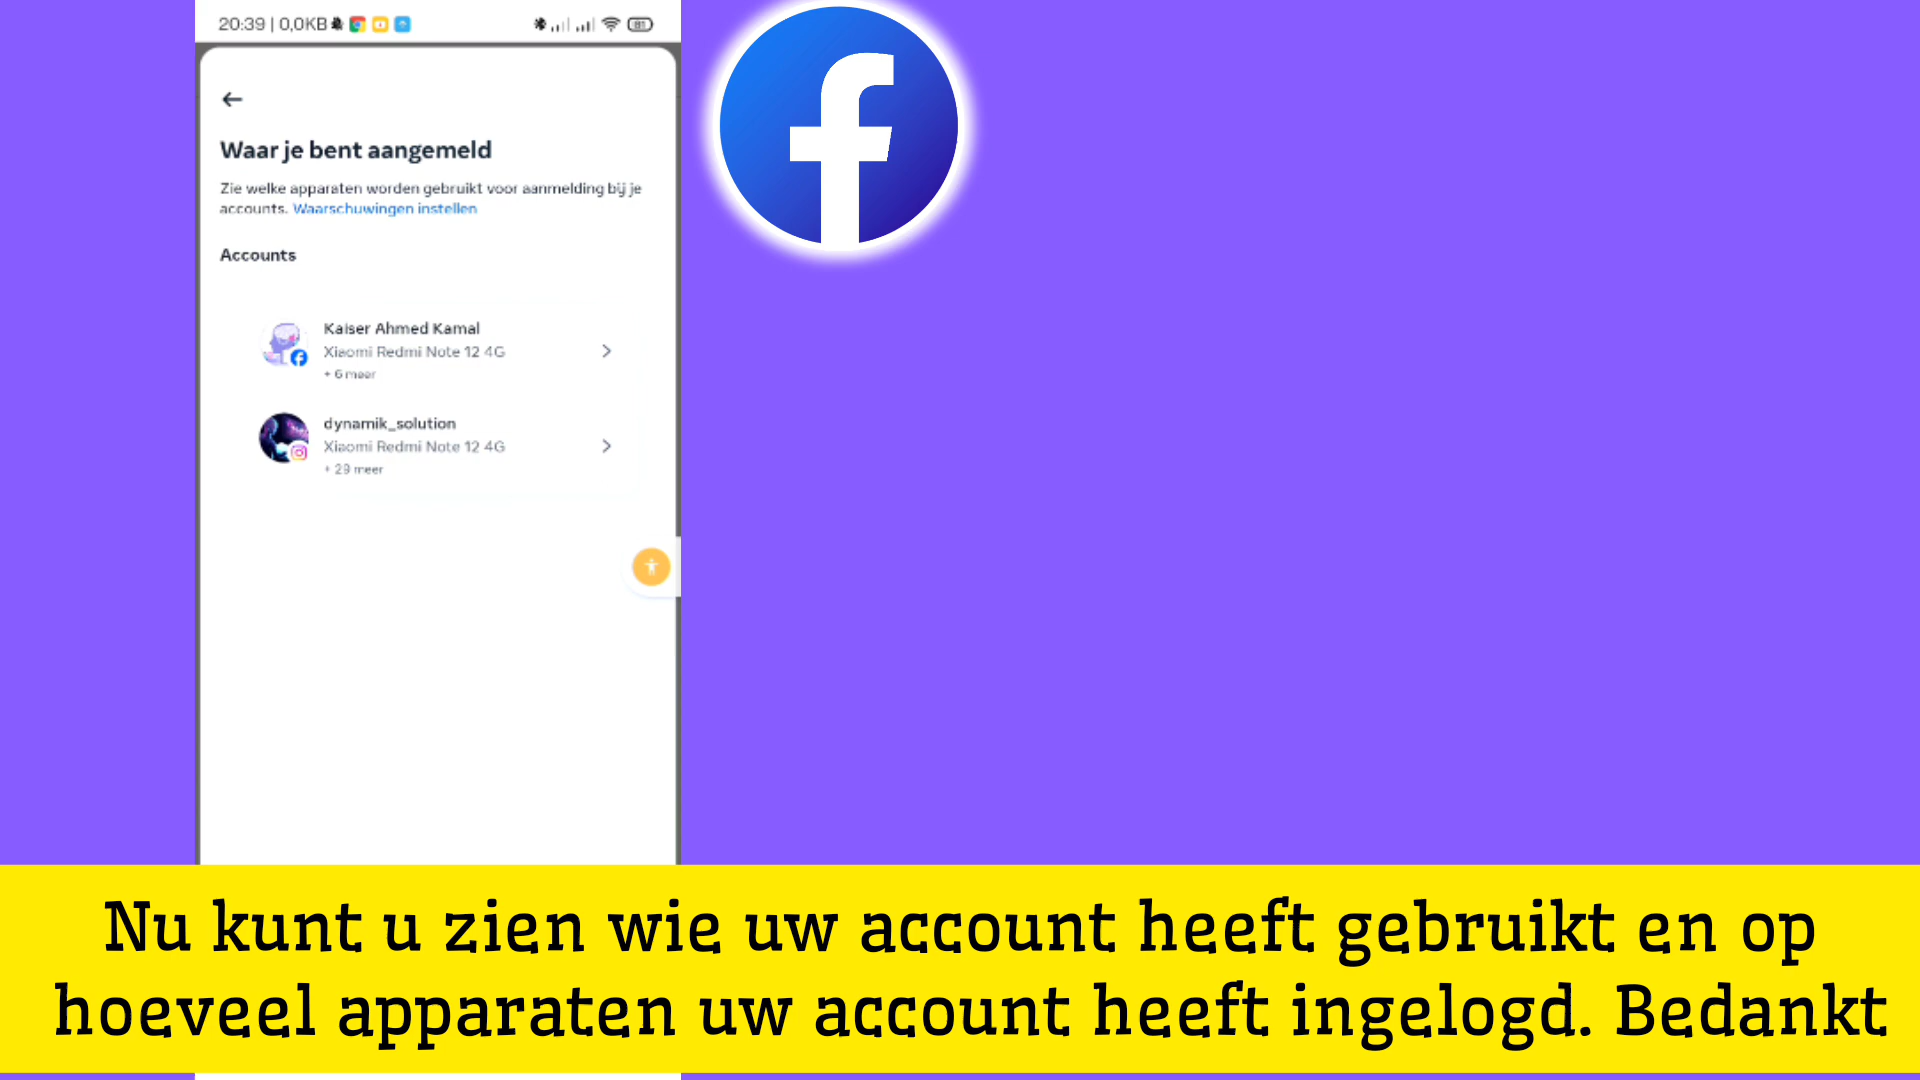 20:39 | 0,0KB
81
Waar je bent aangemeld
Zie welke apparaten worden gebruikt voor aanmelding bij je
accounts. Waarschuwingen instellen
Accounts
Kaiser Ahmed Kamal
Xiaomi Redmi Note 12 4G
+ 6 meer
dynamik_solution
Xiaomi Redmi Note 12 4G
+ 29 meer
Nu kunt u zien wie uw account heeft gebruikt en op
hoeveel apparaten uw account heeft ingelogd. Bedankt